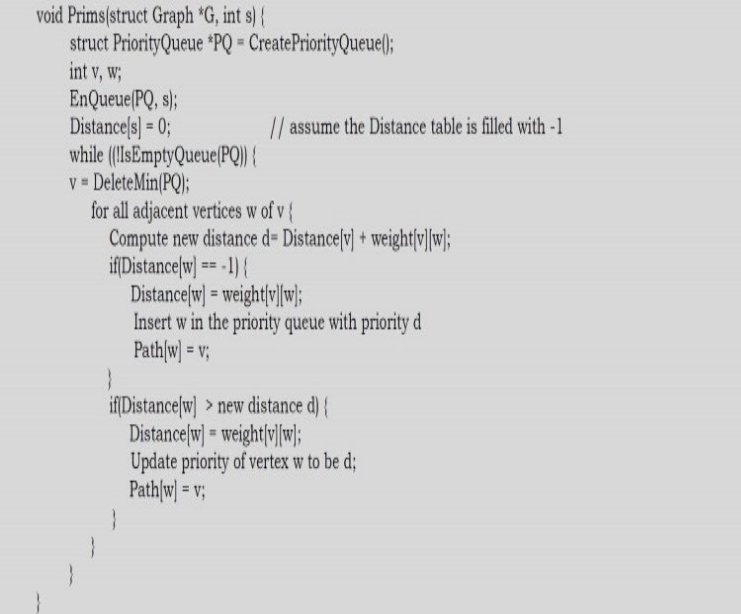 void Prims(struct Graph *G, int s) {
struct PriorityQueue *PQ = CreatePriorityQueue();
int v, w;
EnQueue(PQ, s);
Distance[s] = 0; // assume the Distance table is filled with -1
while ((!IsEmptyQueue(PQ)) {
v = DeleteMin(PQ);
for all adjacent vertices w of v {
Compute new distance d= Distance[v] + weight[v][w];
if(Distance[w] == -1) {
Distance[w] = weight[v][w];
Insert w in the priority queue with priority d
Path[w] = v;
}
if(Distance[w] > new distance d) {
Distance[w] = weight[v][w];
Update priority of vertex w to be d;
Path[w] = v;
}
}
}
}